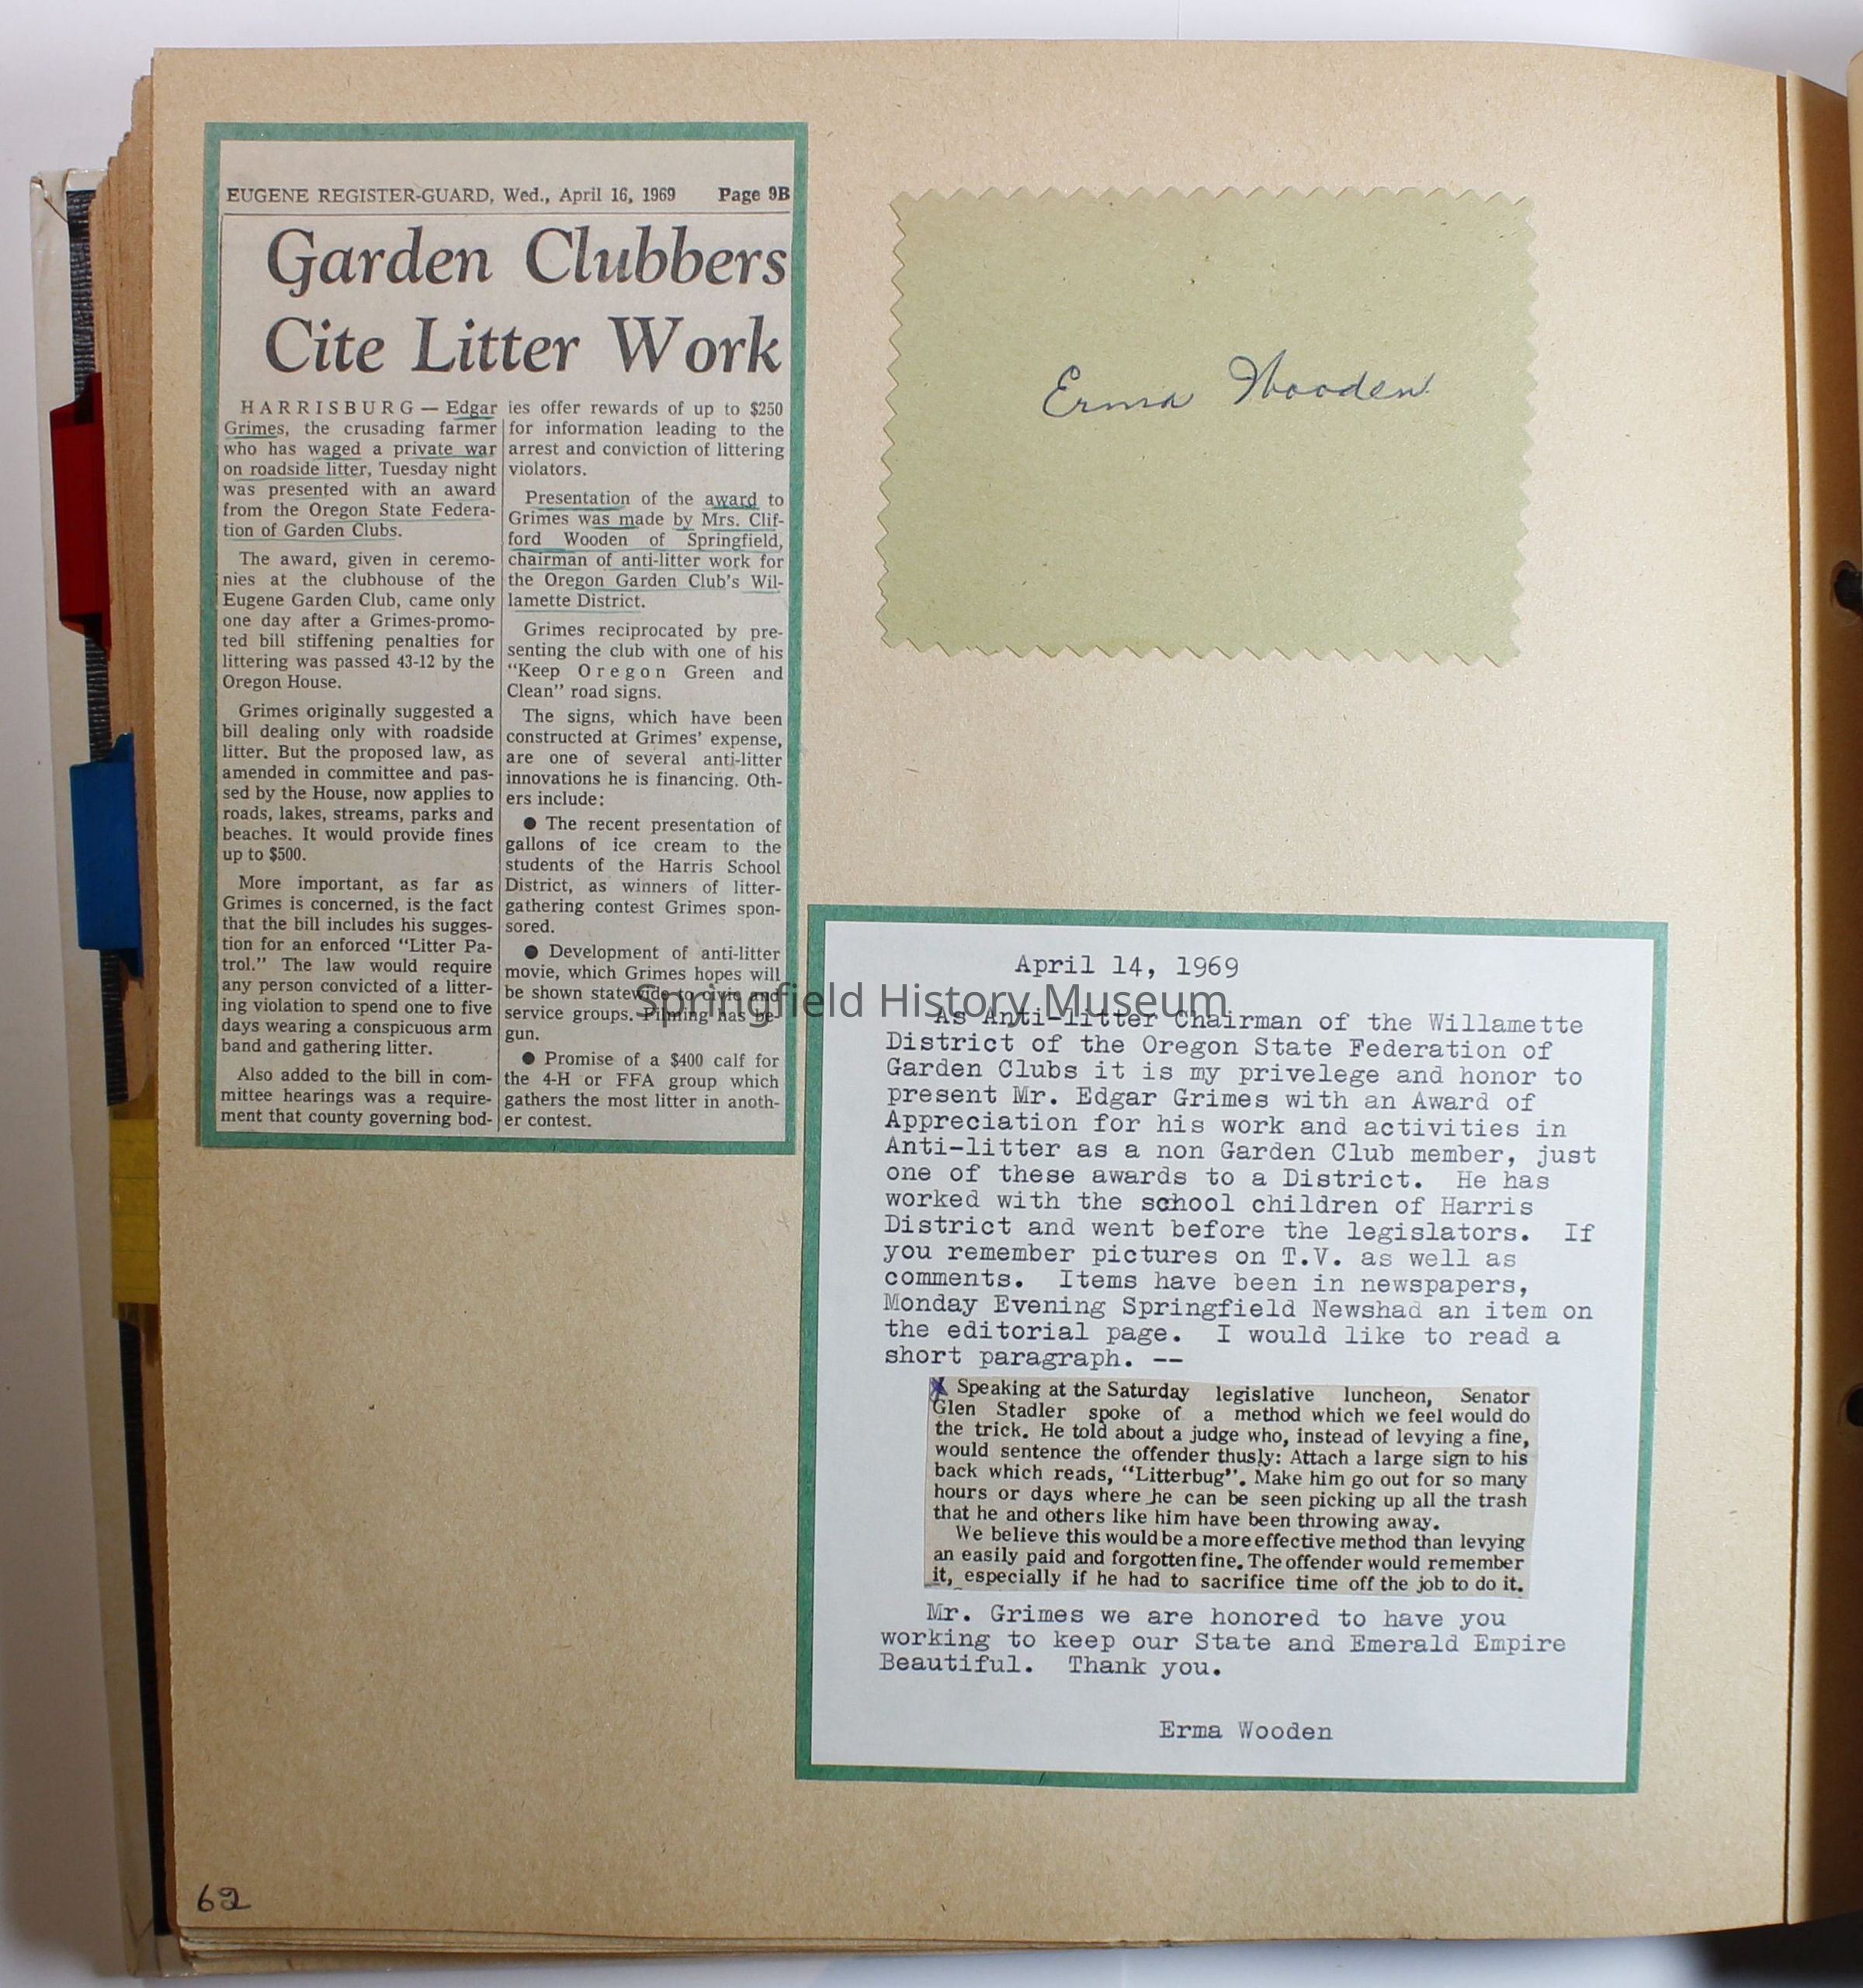 EUGENE REGISTER-GUARD, Wed., April 16, 1969 Page 9B
Garden Clubbers
Cite Litter Work
HARRISBURG — Edgar
Grimes, the crusading farmer
who has waged a private war
on roadside litter, Tuesday night
was presented with an award
from the Oregon State Federa-
tion of Garden Clubs.
The award, given in ceremo-
nies at the clubhouse of the
Eugene Garden Club, came only
one day after a Grimes-promo-
ted bill stiffening penalties for
littering was passed 43-12 by the
Oregon House.
Grimes originally suggested a
bill dealing only with roadside
litter. But the proposed law, as
amended in committee and pas-
sed by the House, now applies to
roads, lakes, streams, parks and
beaches. It would provide fines
up to $500.
More important, as far as
Grimes is concerned, is the fact
that the bill includes his sugges-
tion for an enforced “Litter Pa-
trol.” The law would require
any person convicted of a litter-
ing violation to spend one to five
days wearing a conspicuous arm
band and gathering litter.
Also added to the bill in com-
mittee hearings was a require-
ment that county governing bod-
ies offer rewards of up to $250
for information leading to the
arrest and conviction of littering
violators.
Presentation of the award to
Grimes was made by Mrs. Clif-
ford Wooden of Springfield,
chairman of anti-litter work for
the Oregon Garden Club's Wil-
lamette District.
Grimes reciprocated by pre-
senting the club with one of his
“Keep Oregon Green and
Clean” road signs.
The signs, which have been
constructed at Grimes’ expense,
are one of several anti-litter
innovations he is financing. Oth-
ers include:
● The recent presentation of
gallons of ice cream to the
students of the Harris School
District, as winners of litter-
gathering contest Grimes spon-
sored.
● Development of anti-litter
movie, which Grimes hopes will
be shown statewide to civic and
service groups. Filming has be-
gun.
● Promise of a $400 calf for
the 4-H or FFA group which
gathers the most litter in anoth-
er contest.
Erma Wooden
Springfield History Museum
April 14, 1969
As Anti-litter Chairman of the Willamette
District of the Oregon State Federation of
Garden Clubs it is my privelege and honor to
present Mr. Edgar Grimes with an Award of
Appreciation for his work and activities in
Anti-litter as a non Garden Club member, just
one of these awards to a District. He has
worked with the school children of Harris
District and went before the legislators. If
you remember pictures on T.V. as well as
comments. Items have been in newspapers,
Monday Evening Springfield Newshad an item on
the editorial page. I would like to read a
short paragraph. --
X Speaking at the Saturday legislative luncheon, Senator
Glen Stadler spoke of a method which we feel would do
the trick. He told about a judge who, instead of levying a fine,
would sentence the offender thusly: Attach a large sign to his
back which reads, “Litterbug”. Make him go out for so many
hours or days where he can be seen picking up all the trash
that he and others like him have been throwing away.
We believe this would be a more effective method than levying
an easily paid and forgotten fine. The offender would remember
it, especially if he had to sacrifice time off the job to do it.
Mr. Grimes we are honored to have you
working to keep our State and Emerald Empire
Beautiful. Thank you.
Erma Wooden
62